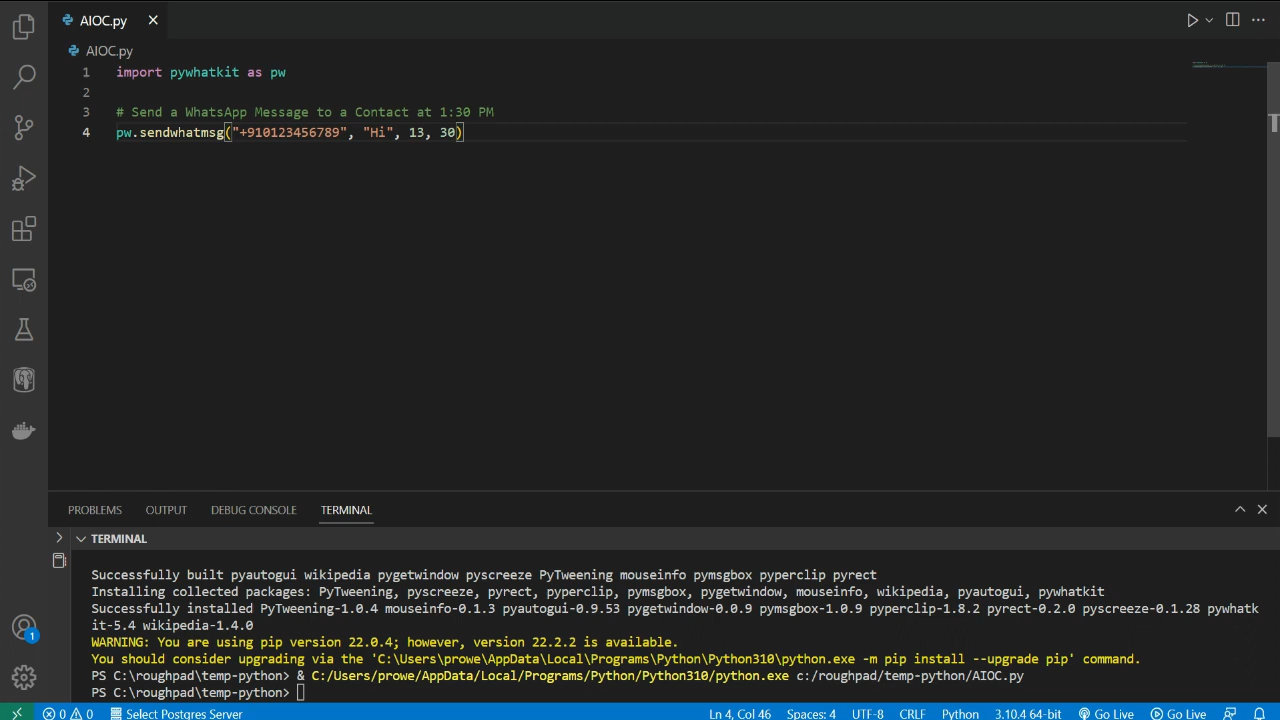 AIOC.py
AIOC.py
1 import pywhatkit as pw
2
3 # Send a WhatsApp Message to a Contact at 1:30 PM
4 pw.sendwhatmsg("+910123456789", "Hi", 13, 30)
PROBLEMS OUTPUT DEBUG CONSOLE TERMINAL
TERMINAL
Successfully built pyautogui wikipedia pygetwindow pyscreeze PyTweening mouseinfo pymsgbox pyperclip pyrect
Installing collected packages: PyTweening, pyscreeze, pyrect, pyperclip, pymsgbox, pygetwindow, mouseinfo, wikipedia, pyautogui, pywhatkit
Successfully installed PyTweening-1.0.4 mouseinfo-0.1.3 pyautogui-0.9.53 pygetwindow-0.0.9 pymsgbox-1.0.9 pyperclip-1.8.2 pyrect-0.2.0 pyscreeze-0.1.28 pywhatk
it-5.4 wikipedia-1.4.0
WARNING: You are using pip version 22.0.4; however, version 22.2.2 is available.
You should consider upgrading via the 'C:\Users\prowe\AppData\Local\Programs\Python\Python310\python.exe -m pip install --upgrade pip' command.
PS C:\roughpad\temp-python> & C:/Users/prowe/AppData/Local/Programs/Python/Python310/python.exe c:/roughpad/temp-python/AIOC.py
PS C:\roughpad\temp-python>
1
0 0 Select Postgres Server Ln 4, Col 46 Spaces: 4 UTF-8 CRLF Python 3.10.4 64-bit Go Live Go Live